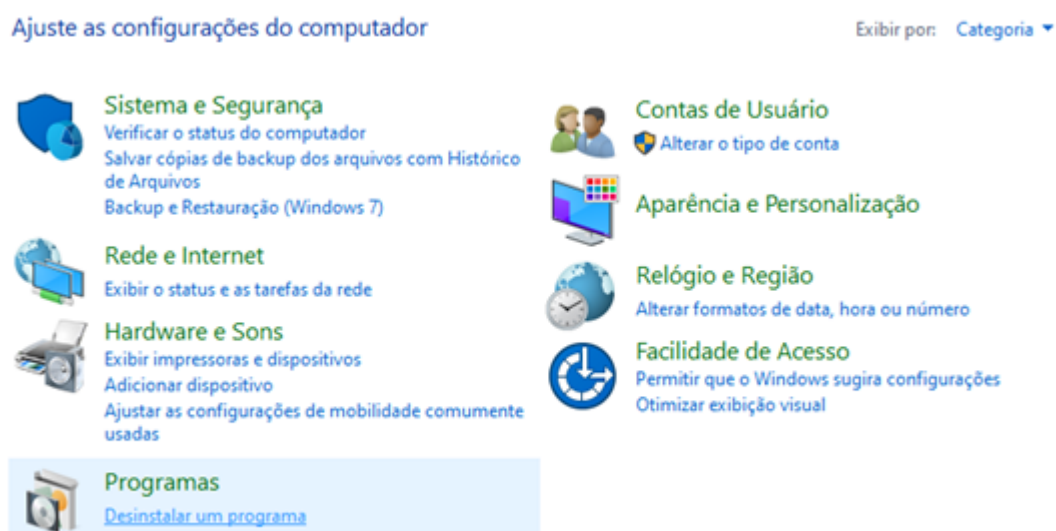 Ajuste as configurações do computador
Exibir por: Categoria
Sistema e Segurança
Verificar o status do computador
Salvar cópias de backup dos arquivos com Histórico
de Arquivos
Backup e Restauração (Windows 7)
Rede e Internet
Exibir o status e as tarefas da rede
Hardware e Sons
Exibir impressoras e dispositivos
Adicionar dispositivo
Ajustar as configurações de mobilidade comumente
usadas
Programas
Desinstalar um programa
Contas de Usuário
Alterar o tipo de conta
Aparência e Personalização
Relógio e Região
Alterar formatos de data, hora ou número
Facilidade de Acesso
Permitir que o Windows sugira configurações
Otimizar exibição visual